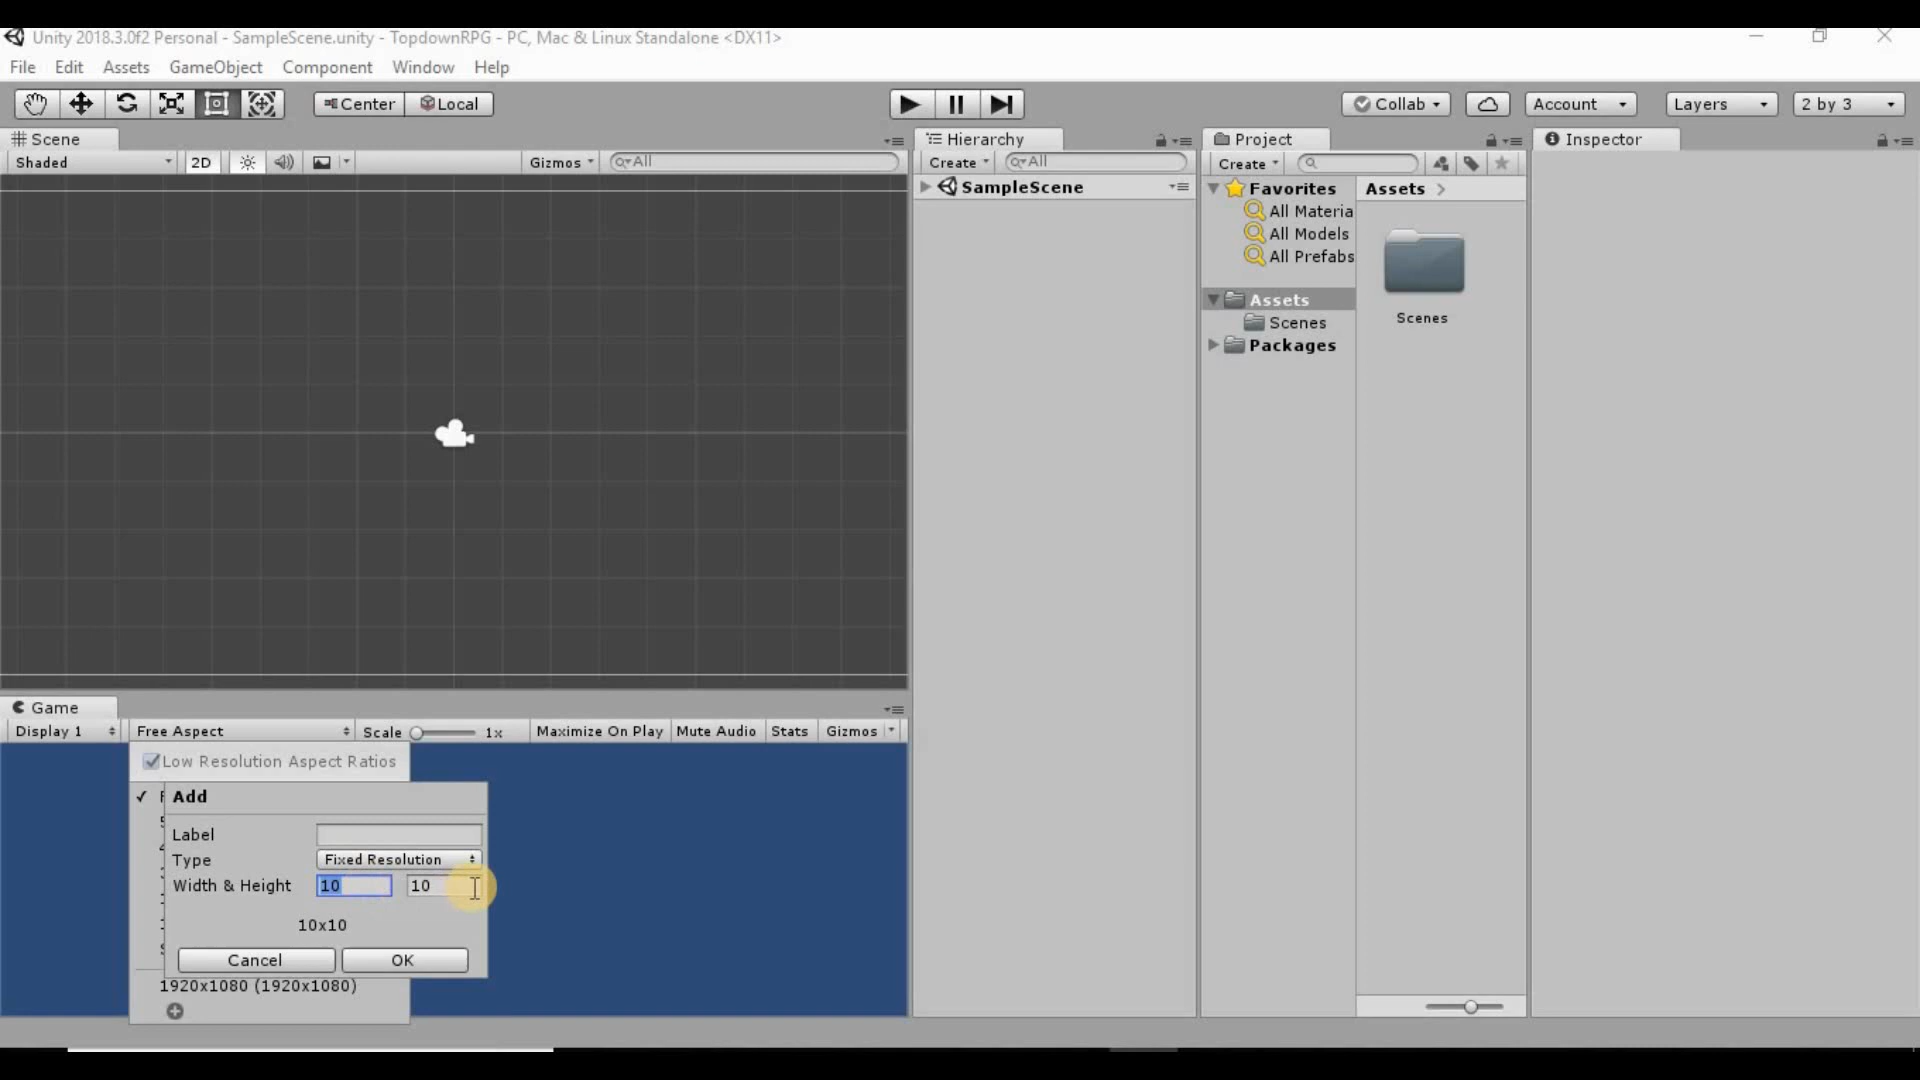 Unity 2018.3.0f2 Personal - SampleScene.unity - TopdownRPG - PC, Mac & Linux Standalone <DX11>
File Edit Assets GameObject Component Window Help
Center Local Collab Account Layers 2 by 3
Scene Hierarchy Project Inspector
Shaded 2D Gizmos All Create All Create
SampleScene
Favorites
Assets
All Materia
All Models
All Prefabs
Assets
Scenes
Packages
Scenes
Game
Display 1 Free Aspect Scale 1x Maximize On Play Mute Audio Stats Gizmos
Low Resolution Aspect Ratios
Add
Label
Type Fixed Resolution
Width & Height 10 10
10x10
Cancel OK
1920x1080 (1920x1080)